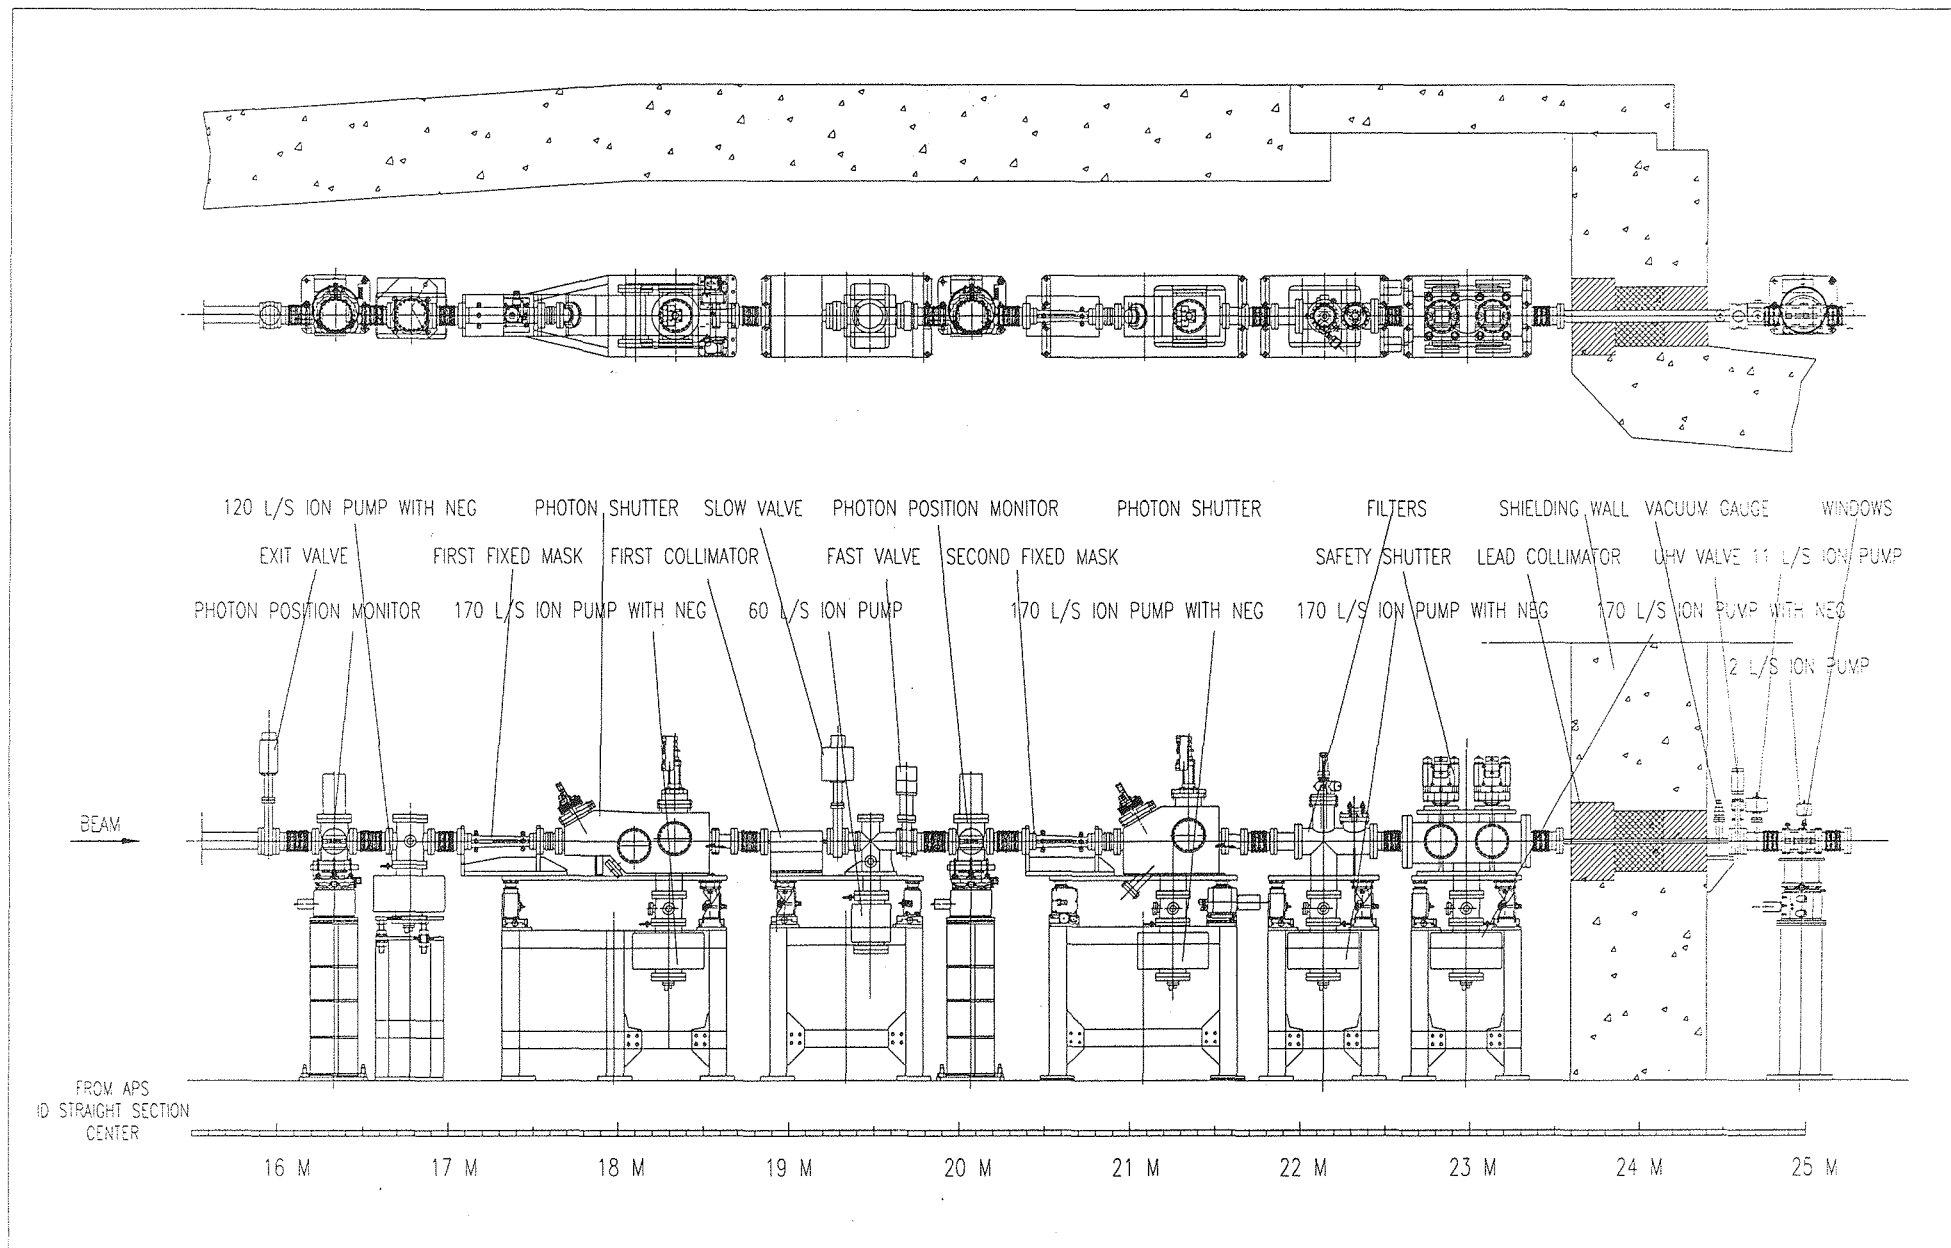 120 L/S ION PUMP WITH NEG
PHOTON SHUTTER
SLOW VALVE
PHOTON POSITION MONITOR
PHOTON SHUTTER
FILTERS
SHIELDING WALL
VACUUM GAUGE
WINDOWS
EXIT VALVE
FIRST FIXED MASK
FIRST COLLIMATOR
FAST VALVE
SECOND FIXED MASK
SAFETY SHUTTER
LEAD COLLIMATOR
UHV VALVE
11 L/S ION PUMP
PHOTON POSITION MONITOR
170 L/S ION PUMP WITH NEG
60 L/S ION PUMP
170 L/S ION PUMP WITH NEG
170 L/S ION PUMP WITH NEG
170 L/S ION PUMP WITH NEG
2 L/S ION PUMP
BEAM
FROM APS
ID STRAIGHT SECTION
CENTER
16 M
17 M
18 M
19 M
20 M
21 M
22 M
23 M
24 M
25 M